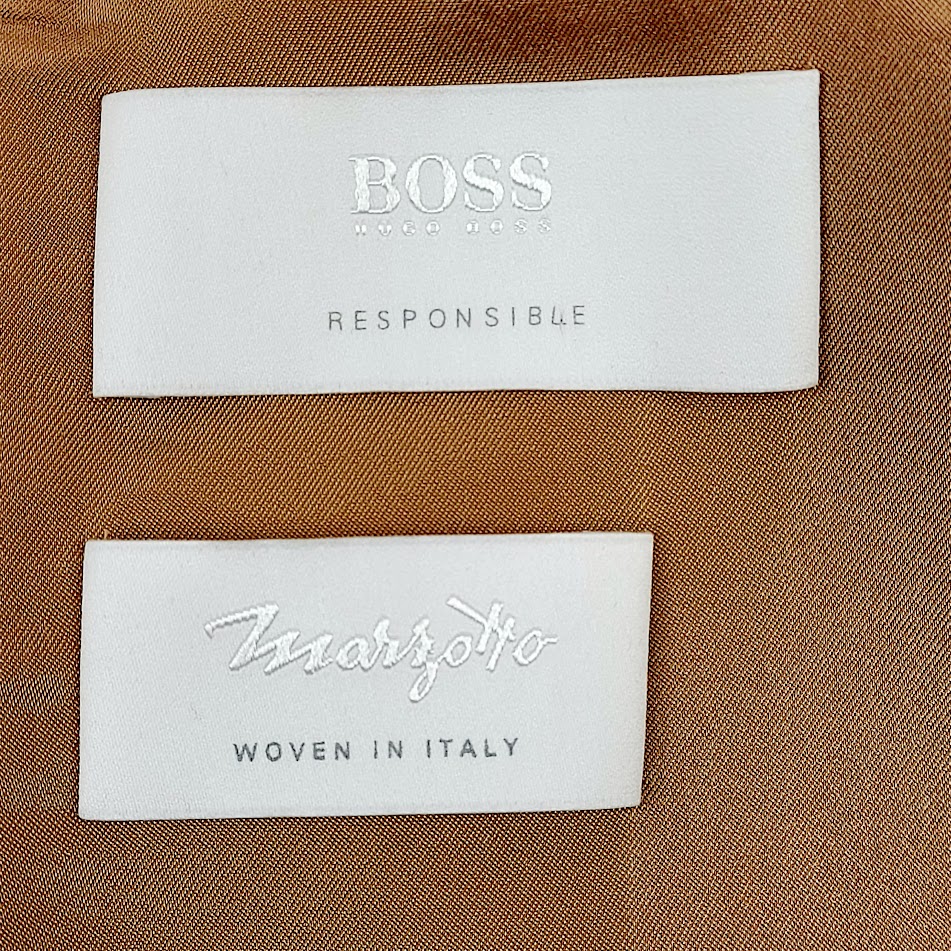 BOSS
HUGO BOSS
RESPONSIBLE
Marzotto
WOVEN IN ITALY